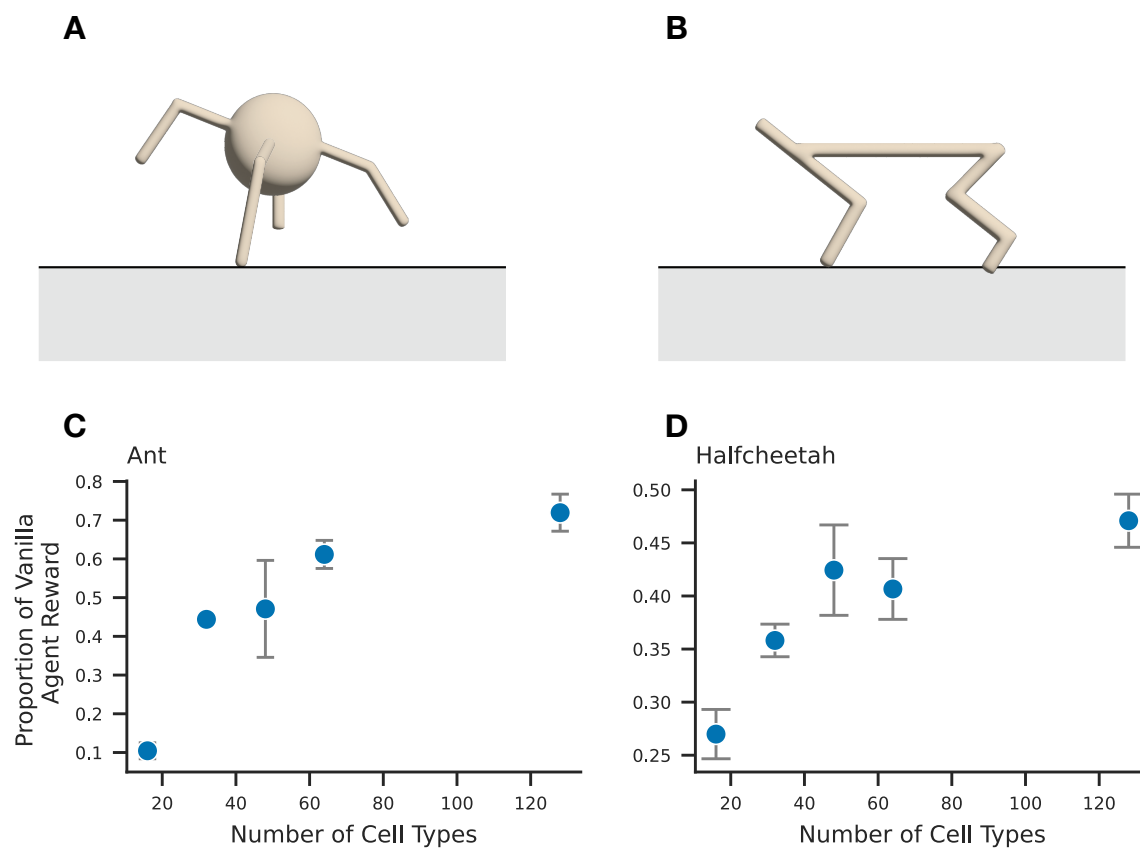 A
B
C
Ant
0.8
0.7
0.6
0.5
0.4
0.3
0.2
0.1
Proportion of Vanilla
Agent Reward
20 40 60 80 100 120
Number of Cell Types
D
Halfcheetah
0.50
0.45
0.40
0.35
0.30
0.25
20 40 60 80 100 120
Number of Cell Types